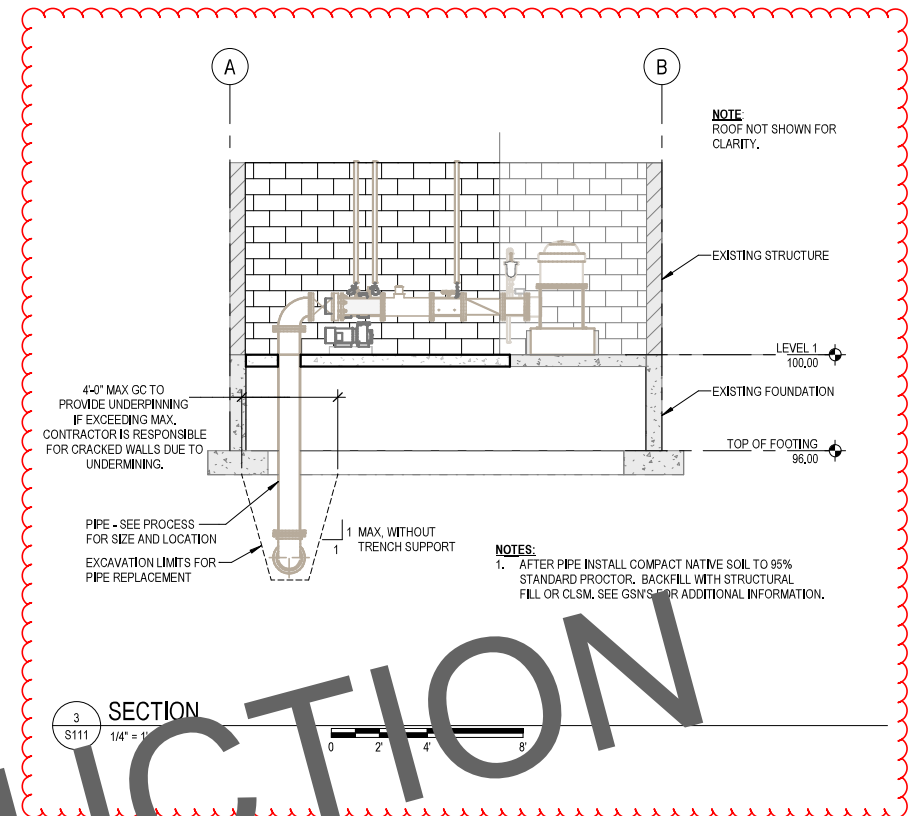 A
B
NOTE:
ROOF NOT SHOWN FOR
CLARITY.
EXISTING STRUCTURE
LEVEL 1
100.00
4'-0" MAX GC TO
PROVIDE UNDERPINNING
IF EXCEEDING MAX.
CONTRACTOR IS RESPONSIBLE
FOR CRACKED WALLS DUE TO
UNDERMINING.
EXISTING FOUNDATION
TOP OF FOOTING
96.00
PIPE - SEE PROCESS
FOR SIZE AND LOCATION
EXCAVATION LIMITS FOR
PIPE REPLACEMENT
1 MAX, WITHOUT
1 TRENCH SUPPORT
NOTES:
1. AFTER PIPE INSTALL COMPACT NATIVE SOIL TO 95%
STANDARD PROCTOR. BACKFILL WITH STRUCTURAL
FILL OR CLSM. SEE GSN'S FOR ADDITIONAL INFORMATION.
3
S111
SECTION
1/4" = 1'
0 2' 4' 8'
UCTION